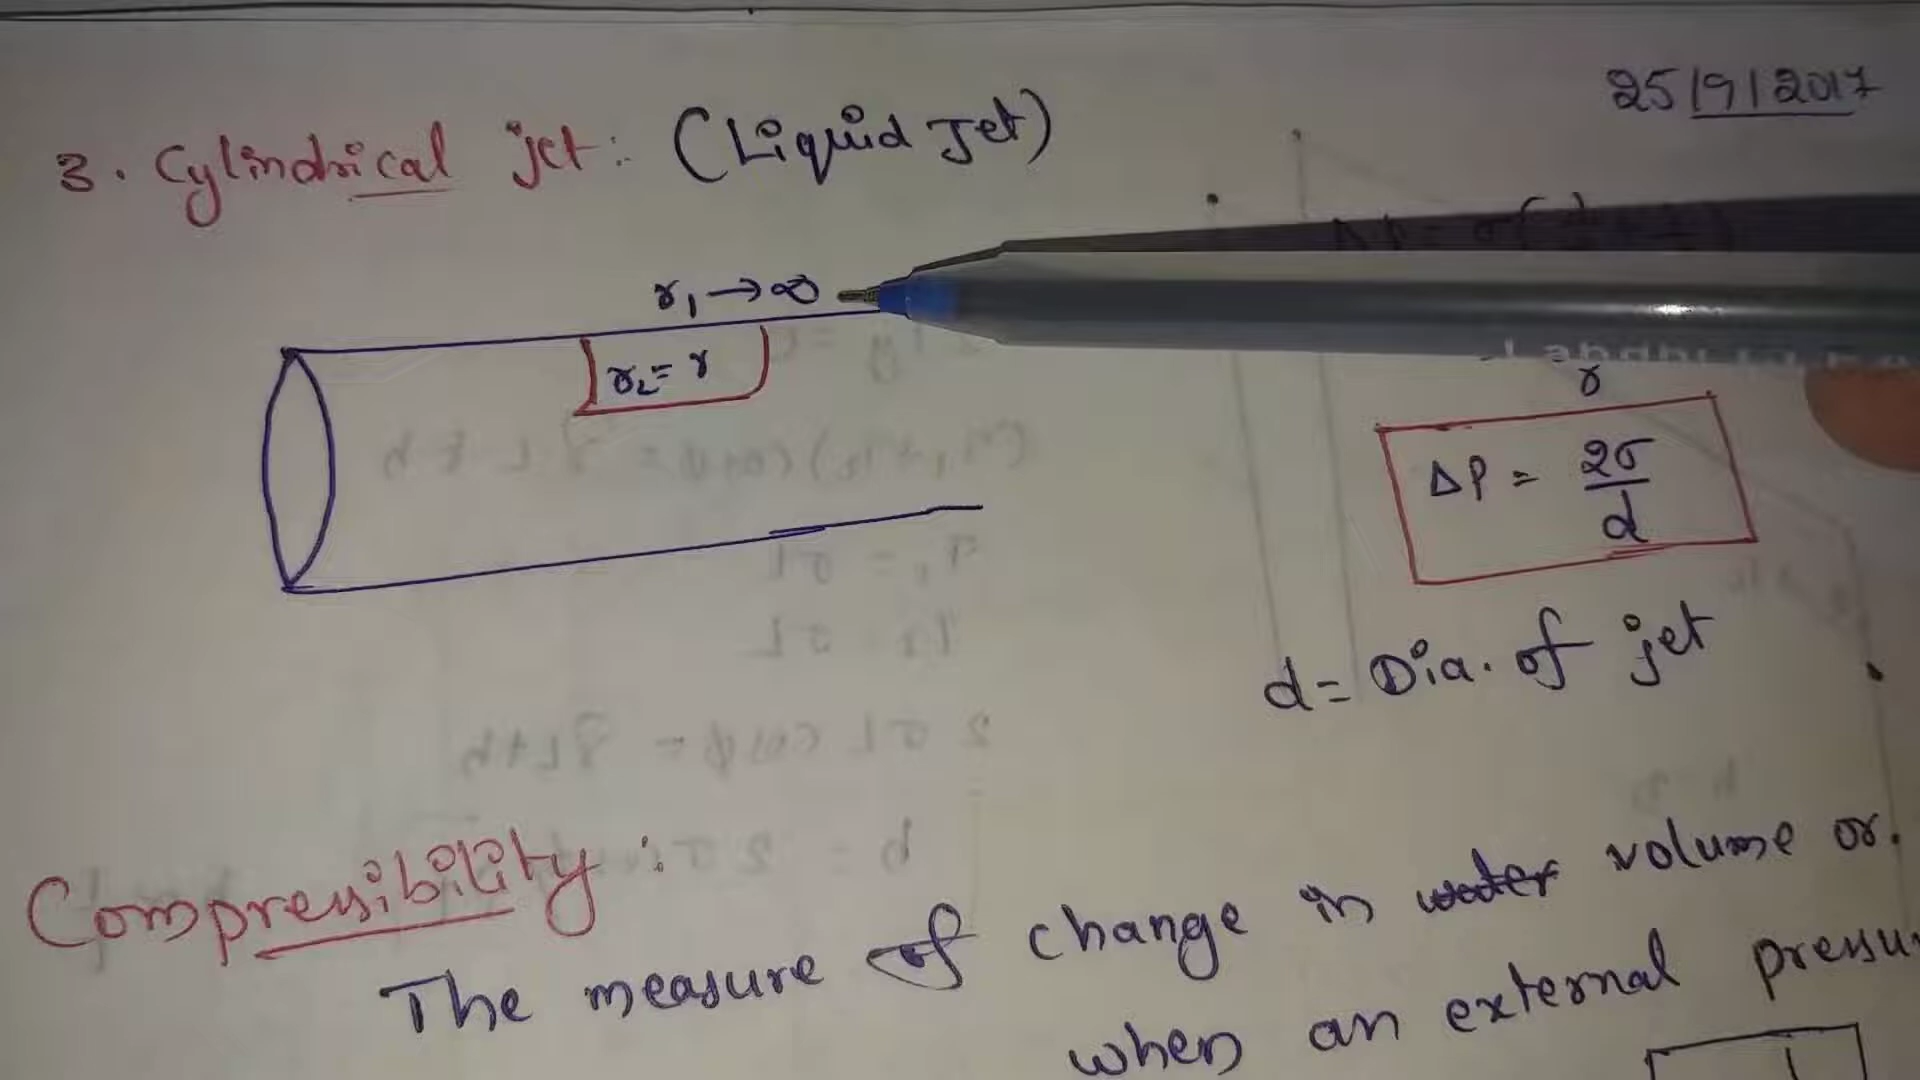 25/9/2017
3. Cylindrical jet: (Liquid Jet)
r₁ → ∞
r₂ = r
r
ΔP = 2σ/d
d = Dia. of jet
Compressibility:
The measure of change in water volume or
when an external pressu